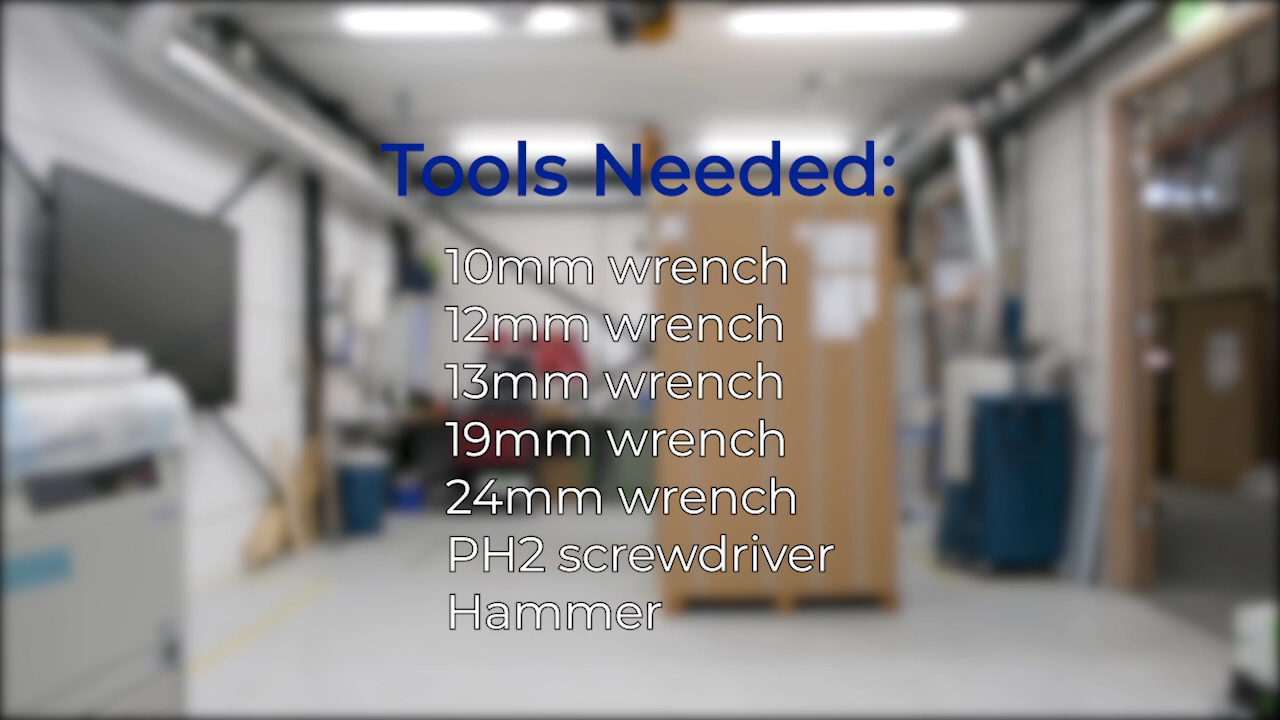 Tools Needed:
10mm wrench
12mm wrench
13mm wrench
19mm wrench
24mm wrench
PH2 screwdriver
Hammer